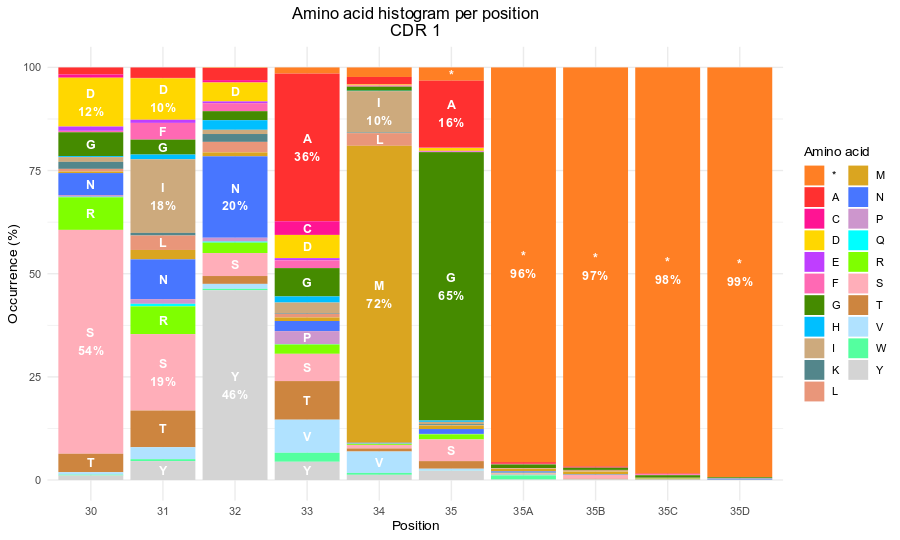 Amino acid histogram per position
CDR 1
Occurrence (%)
100
75
50
25
0
D
12%
G
N
R
S
54%
T
D
10%
F
G
I
18%
L
N
R
S
19%
T
Y
D
N
20%
S
Y
46%
A
36%
C
D
G
P
S
T
V
Y
I
10%
L
M
72%
V
*
A
16%
G
65%
S
*
96%
*
97%
*
98%
*
99%
30 31 32 33 34 35 35A 35B 35C 35D
Position
Amino acid
* M
A N
C P
D Q
E R
F S
G T
H V
I W
K Y
L